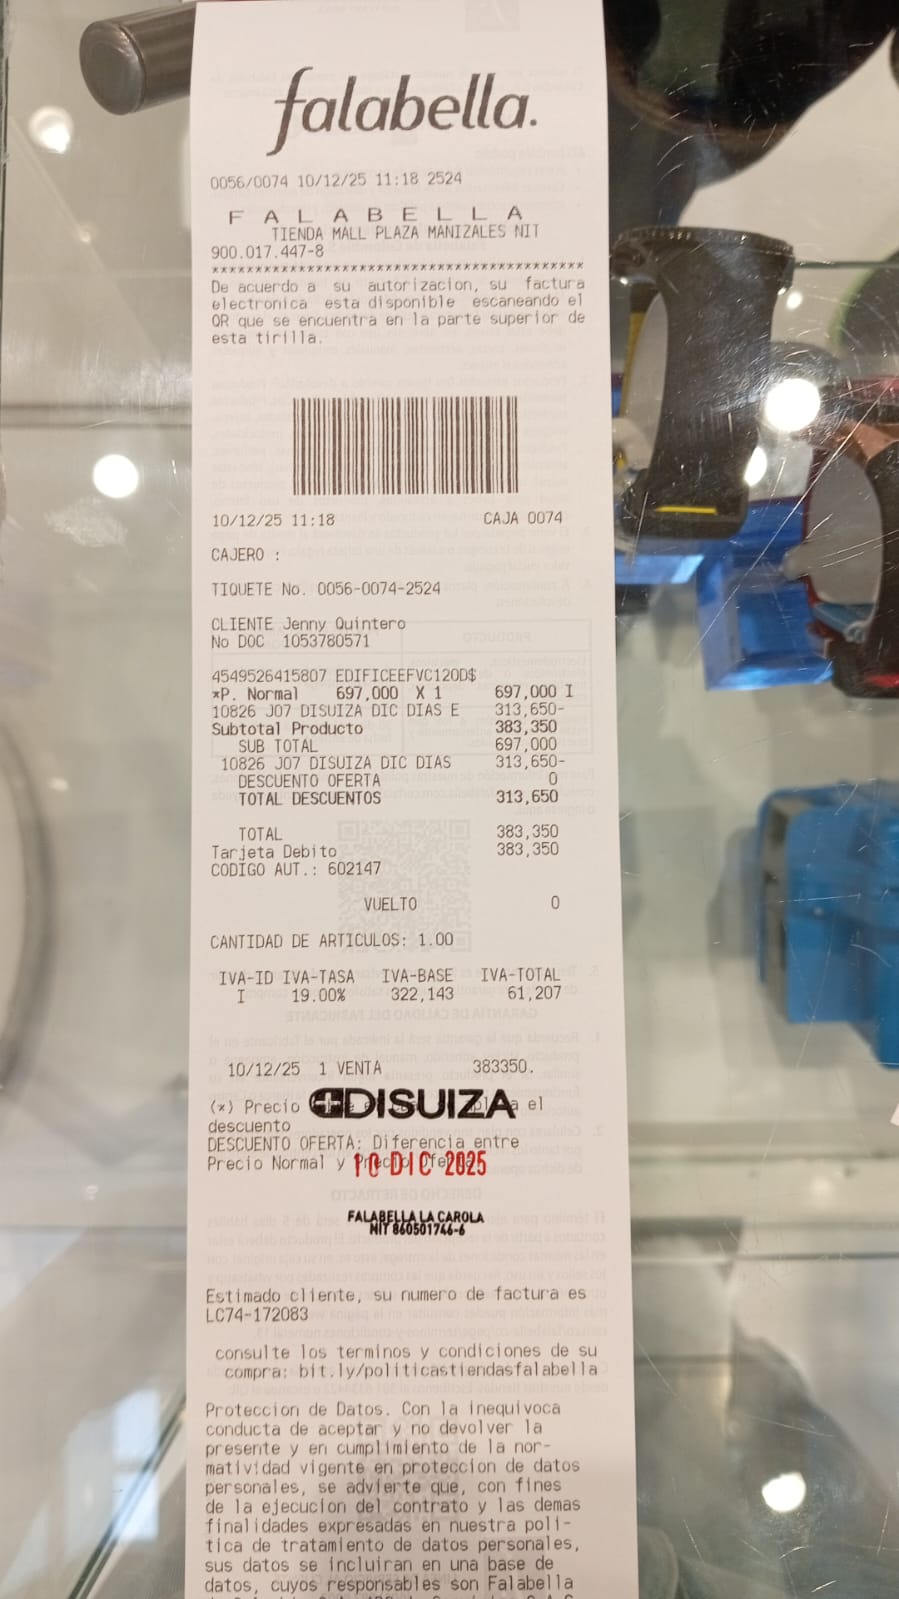 falabella.
0056/0074 10/12/25 11:18 2524
F A L A B E L L A
TIENDA MALL PLAZA MANIZALES NIT
900.017.447-8
********************************************
De acuerdo a su autorizacion, su factura
electronica esta disponible escaneando el
QR que se encuentra en la parte superior de
esta tirilla.
10/12/25 11:18 CAJA 0074
CAJERO :
TIQUETE No. 0056-0074-2524
CLIENTE Jenny Quintero
No DOC 1053780571
4549526415807 EDIFICEEFVC120D$
*P. Normal 697,000 X 1 697,000 I
10826 J07 DISUIZA DIC DIAS E 313,650-
Subtotal Producto 383,350
SUB TOTAL 697,000
10826 J07 DISUIZA DIC DIAS 313,650-
DESCUENTO OFERTA 0
TOTAL DESCUENTOS 313,650
TOTAL 383,350
Tarjeta Debito 383,350
CODIGO AUT.: 602147
VUELTO 0
CANTIDAD DE ARTICULOS: 1.00
IVA-ID IVA-TASA IVA-BASE IVA-TOTAL
I 19.00% 322,143 61,207
10/12/25 1 VENTA 383350.
(*) Precio el
DISUIZA
descuento
DESCUENTO OFERTA: Diferencia entre
Precio Normal y Precio
10 DIC 2025
FALABELLA LA CAROLA
NIT 860501746-6
Estimado cliente, su numero de factura es
LC74-172083
consulte los terminos y condiciones de su
compra: bit.ly/politicastiendasfalabella
Proteccion de Datos. Con la inequivoca
conducta de aceptar y no devolver la
presente y en cumplimiento de la nor-
matividad vigente en proteccion de datos
personales, se advierte que, con fines
de la ejecucion del contrato y las demas
finalidades expresadas en nuestra poli-
tica de tratamiento de datos personales,
sus datos se incluiran en una base de
datos, cuyos responsables son Falabella